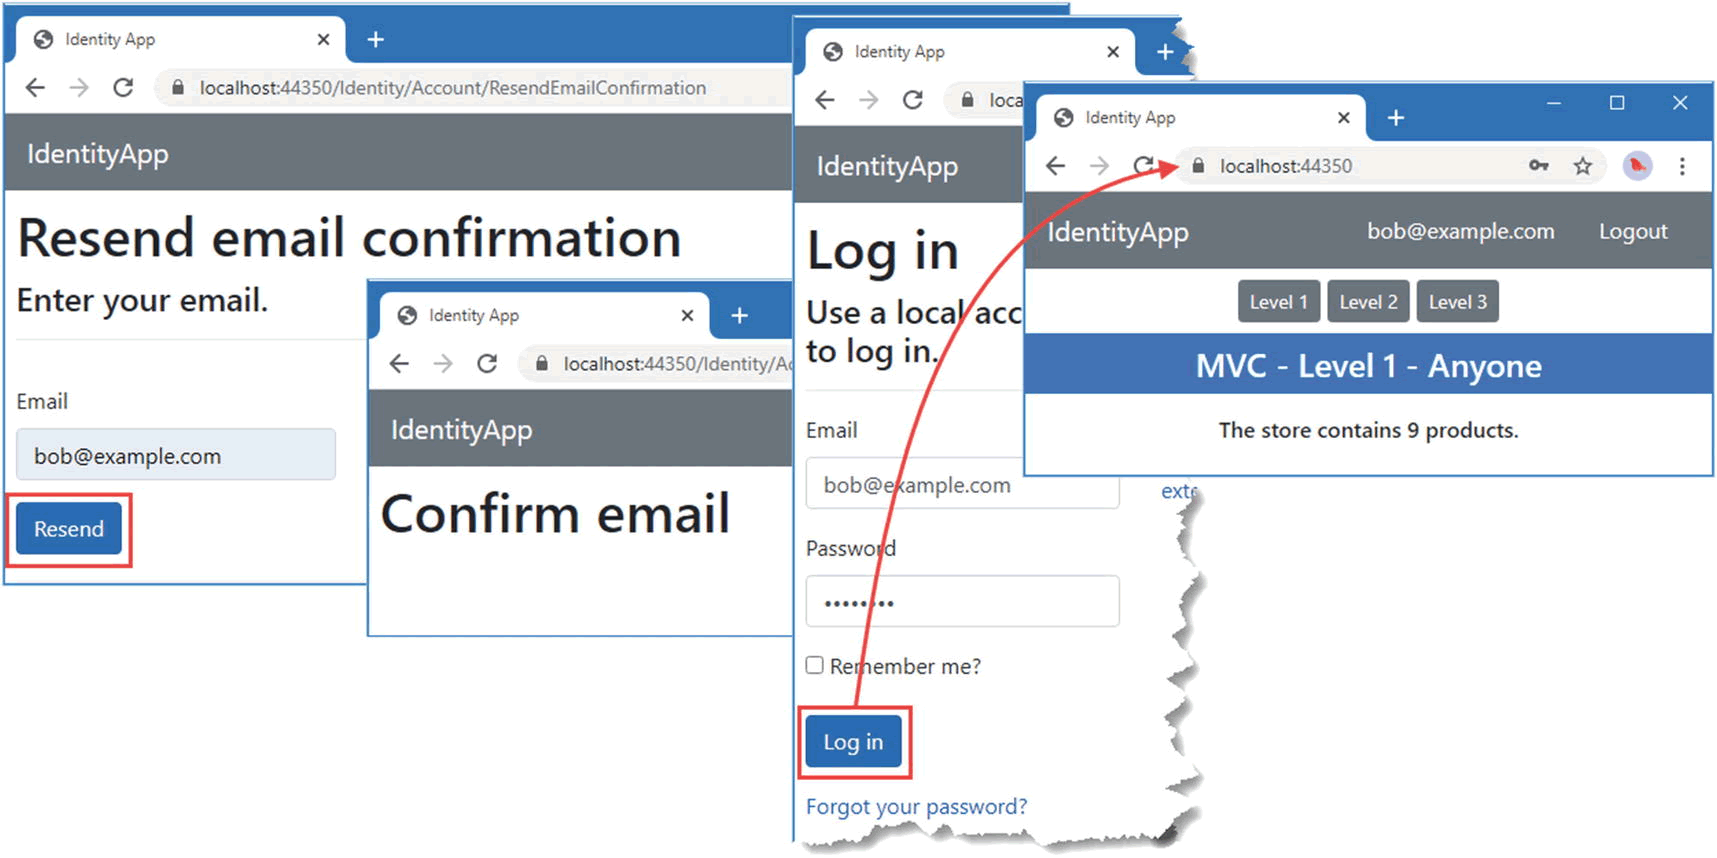 Identity App
localhost:44350/Identity/Account/ResendEmailConfirmation
IdentityApp
Resend email confirmation
Enter your email.
Email
bob@example.com
Resend
Identity App
localhost:44350/Identity/A
IdentityApp
Confirm email
Identity App
loca
IdentityApp
Log in
Use a local acc
to log in.
Email
bob@example.com
Password
Remember me?
Log in
Forgot your password?
ext
Identity App
localhost:44350
IdentityApp bob@example.com Logout
Level 1 Level 2 Level 3
MVC - Level 1 - Anyone
The store contains 9 products.